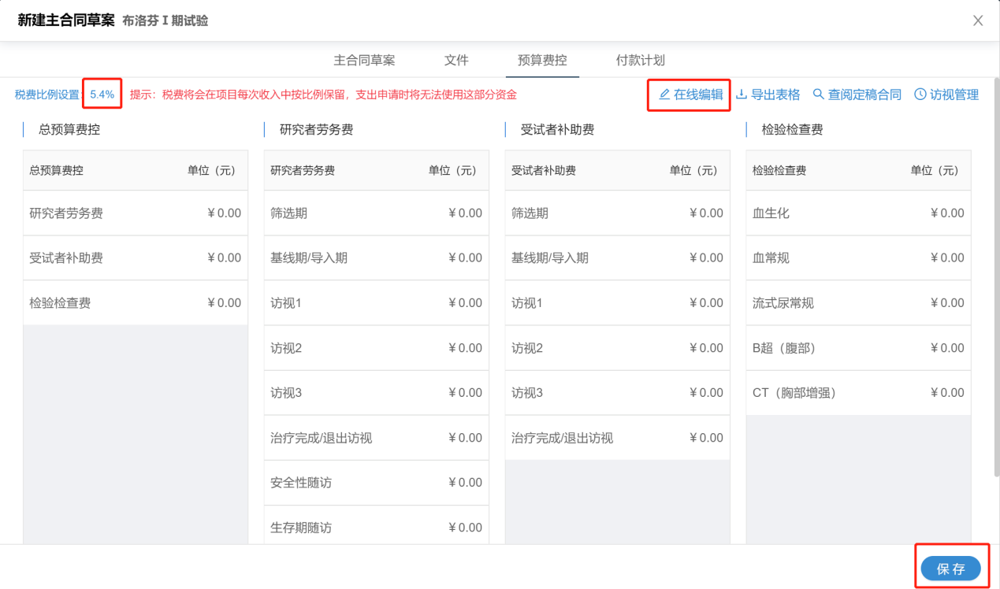 新建主合同草案 布洛芬 I 期试验
主合同草案 文件 预算费控 付款计划
税费比例设置: 5.4% 提示：税费将会在项目每次收入中按比例保留，支出申请时将无法使用这部分资金 在线编辑 导出表格 查阅定稿合同 访视管理
总预算费控 研究者劳务费 受试者补助费 检验检查费
总预算费控 单位（元） 研究者劳务费 单位（元） 受试者补助费 单位（元） 检验检查费 单位（元）
研究者劳务费 ¥0.00 筛选期 ¥0.00 筛选期 ¥0.00 血生化 ¥0.00
受试者补助费 ¥0.00 基线期/导入期 ¥0.00 基线期/导入期 ¥0.00 血常规 ¥0.00
检验检查费 ¥0.00 访视1 ¥0.00 访视1 ¥0.00 流式尿常规 ¥0.00
访视2 ¥0.00 访视2 ¥0.00 B超（腹部） ¥0.00
访视3 ¥0.00 访视3 ¥0.00 CT（胸部增强） ¥0.00
治疗完成/退出访视 ¥0.00 治疗完成/退出访视 ¥0.00
安全性随访 ¥0.00
生存期随访 ¥0.00
保存